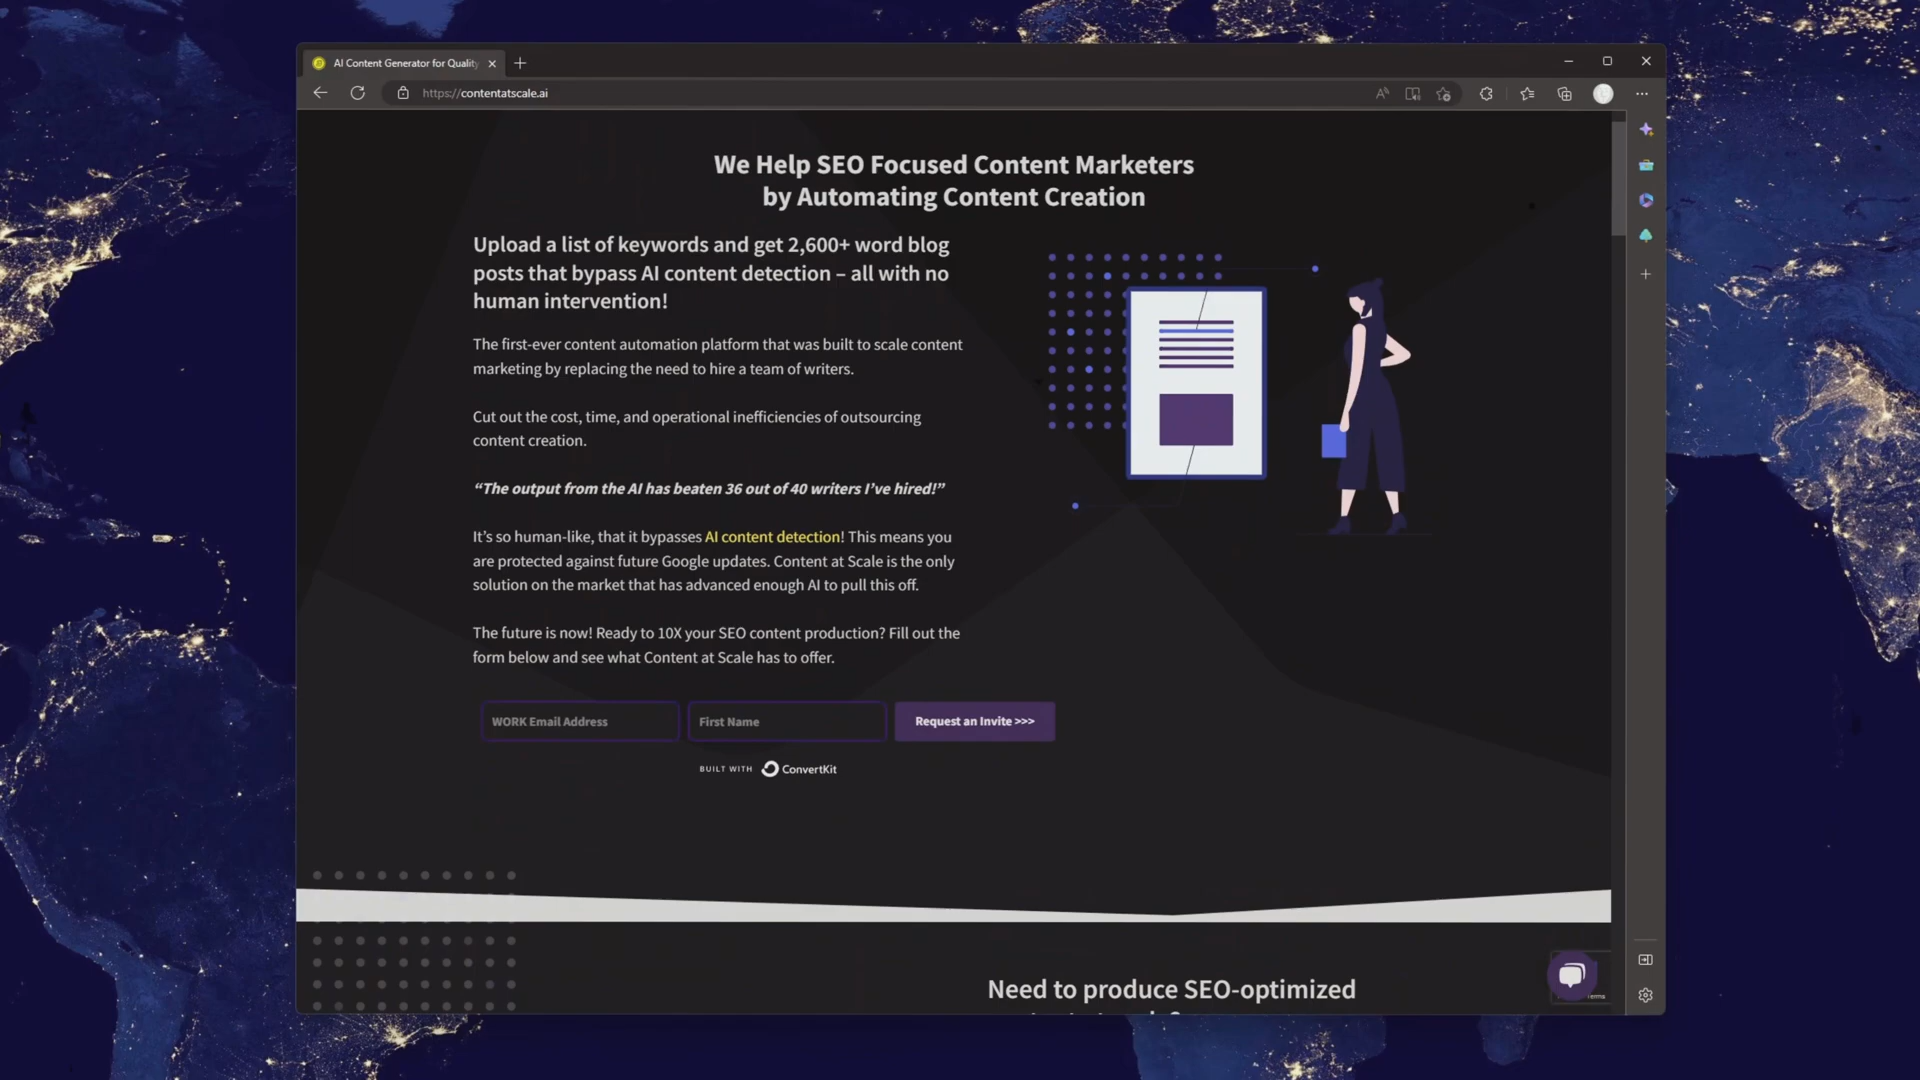 AI Content Generator for Quality
https://contentatscale.ai
We Help SEO Focused Content Marketers
by Automating Content Creation
Upload a list of keywords and get 2,600+ word blog
posts that bypass AI content detection – all with no
human intervention!
The first-ever content automation platform that was built to scale content
marketing by replacing the need to hire a team of writers.
Cut out the cost, time, and operational inefficiencies of outsourcing
content creation.
“The output from the AI has beaten 36 out of 40 writers I’ve hired!”
It’s so human-like, that it bypasses AI content detection! This means you
are protected against future Google updates. Content at Scale is the only
solution on the market that has advanced enough AI to pull this off.
The future is now! Ready to 10X your SEO content production? Fill out the
form below and see what Content at Scale has to offer.
WORK Email Address
First Name
Request an Invite >>>
BUILT WITH ConvertKit
Need to produce SEO-optimized